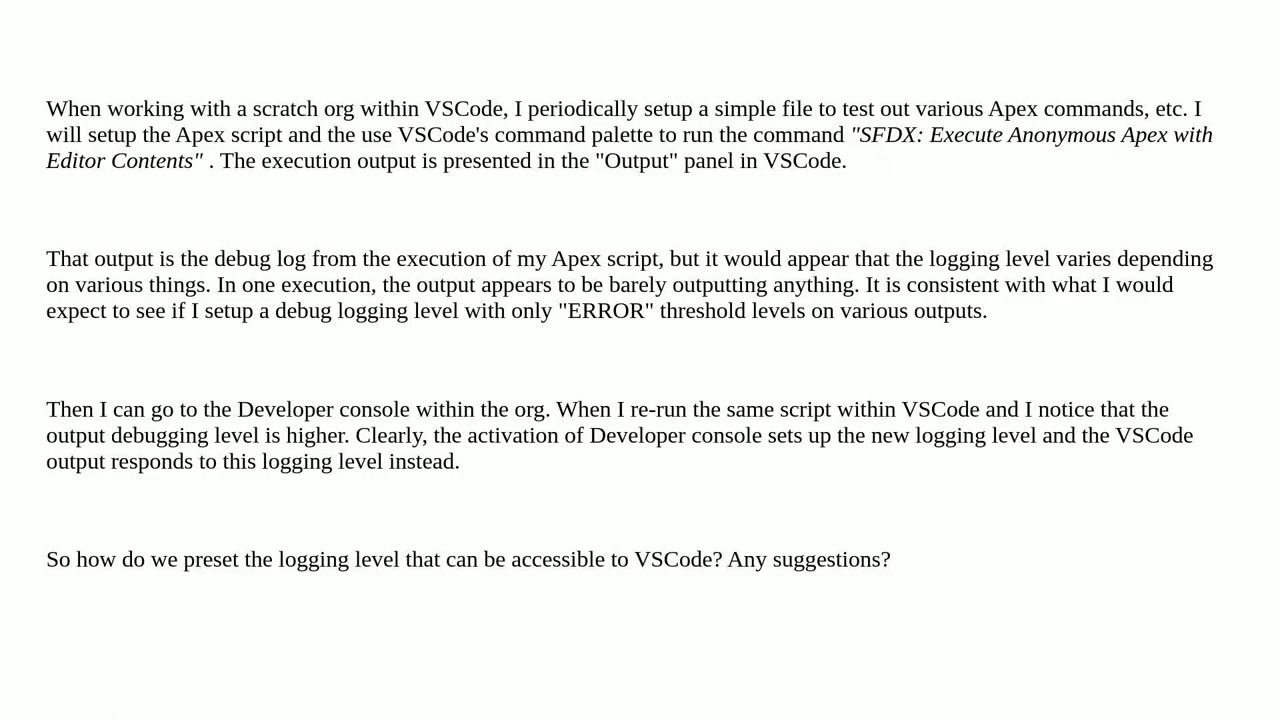 When working with a scratch org within VSCode, I periodically setup a simple file to test out various Apex commands, etc. I
will setup the Apex script and the use VSCode's command palette to run the command "SFDX: Execute Anonymous Apex with
Editor Contents" . The execution output is presented in the "Output" panel in VSCode.
That output is the debug log from the execution of my Apex script, but it would appear that the logging level varies depending
on various things. In one execution, the output appears to be barely outputting anything. It is consistent with what I would
expect to see if I setup a debug logging level with only "ERROR" threshold levels on various outputs.
Then I can go to the Developer console within the org. When I re-run the same script within VSCode and I notice that the
output debugging level is higher. Clearly, the activation of Developer console sets up the new logging level and the VSCode
output responds to this logging level instead.
So how do we preset the logging level that can be accessible to VSCode? Any suggestions?